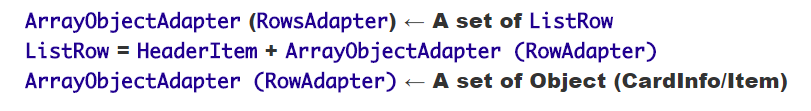 ArrayObjectAdapter (RowsAdapter) ← A set of ListRow
ListRow = HeaderItem + ArrayObjectAdapter (RowAdapter)
ArrayObjectAdapter (RowAdapter) ← A set of Object (CardInfo/Item)